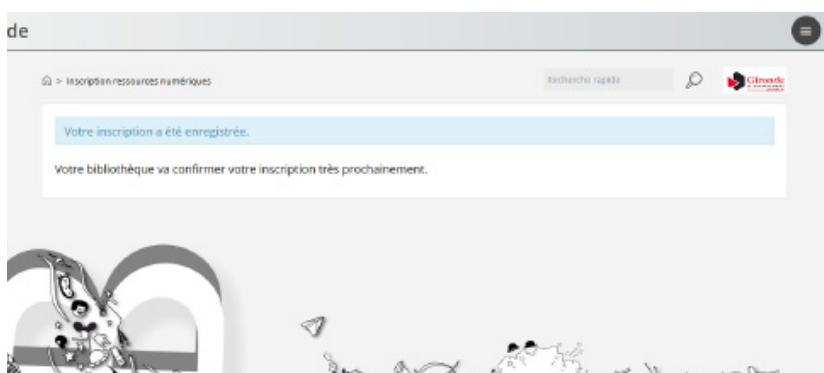 de
> Inscription ressources numériques
Recherche rapide
Gironde
Votre inscription a été enregistrée.
Votre bibliothèque va confirmer votre inscription très prochainement.